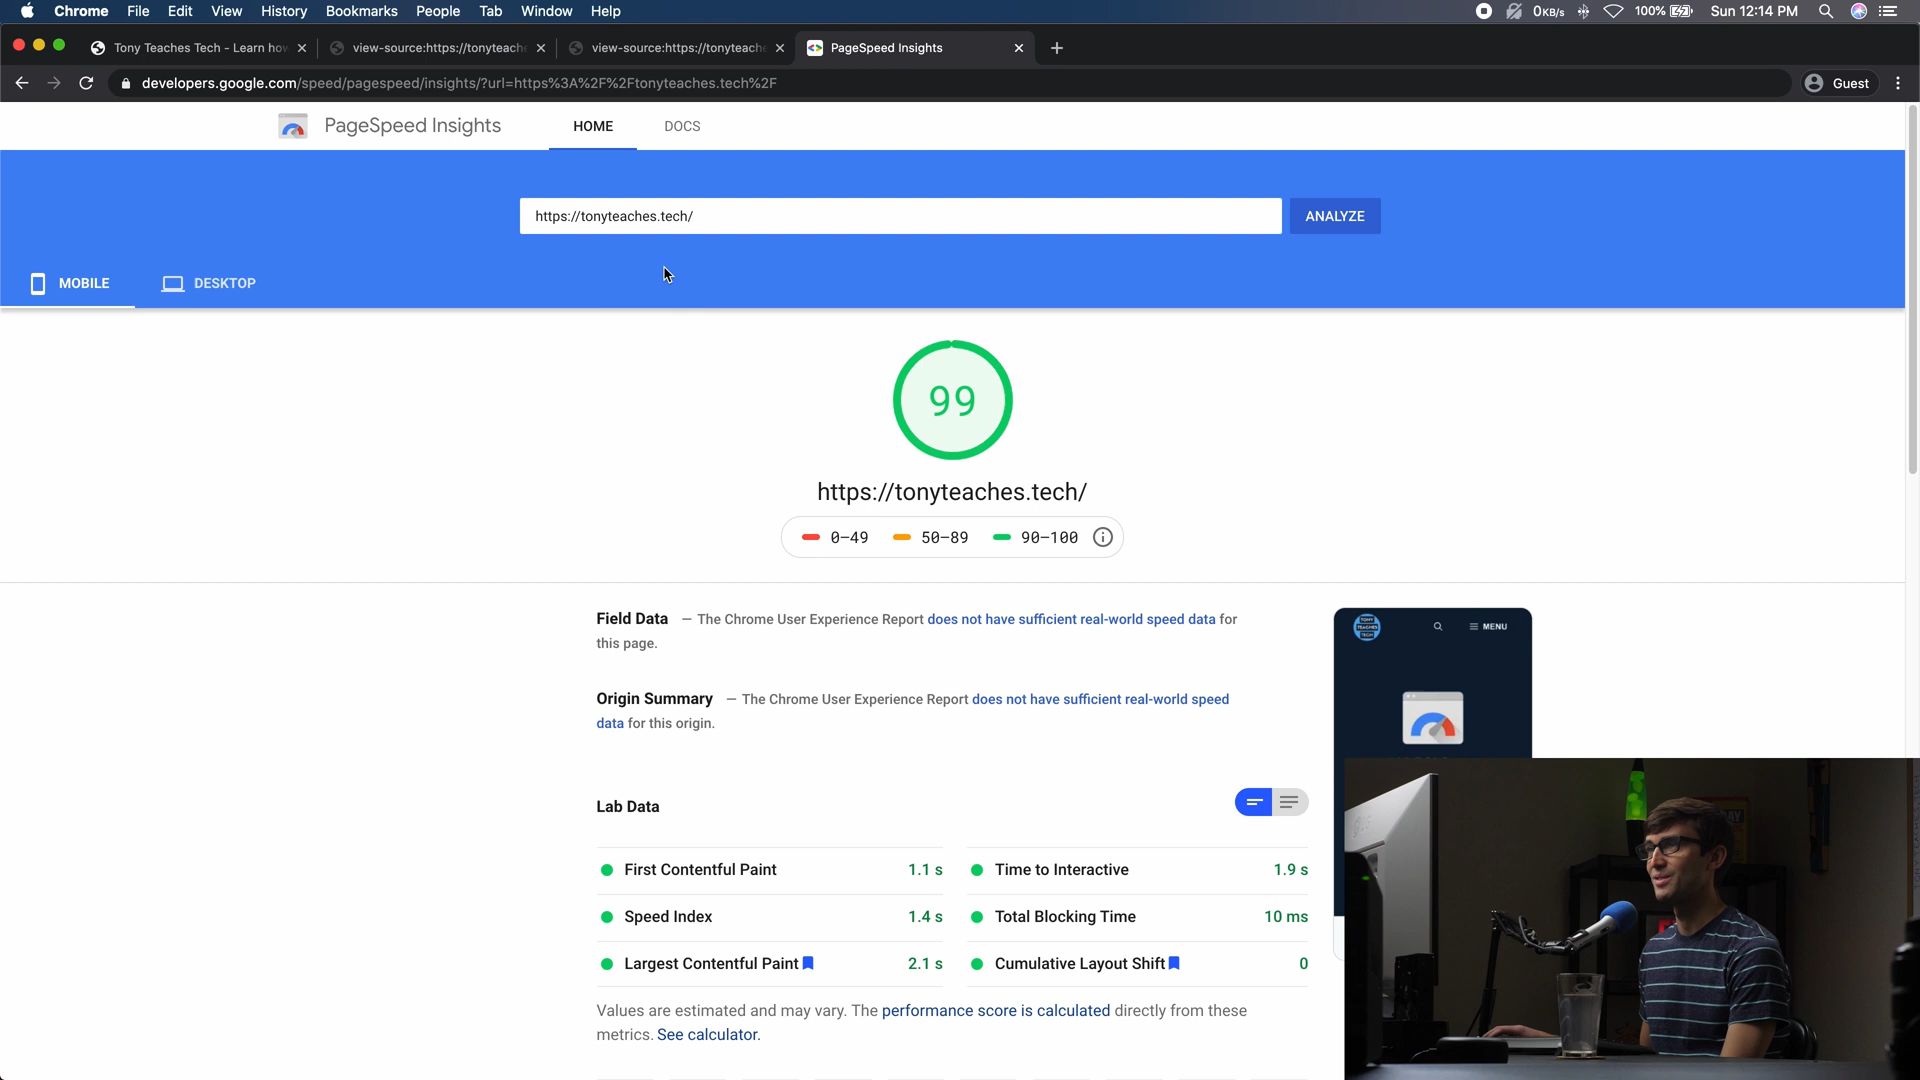 Chrome File Edit View History Bookmarks People Tab Window Help 0KB/s 100% Sun 12:14 PM
Tony Teaches Tech - Learn how view-source:https://tonyteache view-source:https://tonyteache PageSpeed Insights
developers.google.com/speed/pagespeed/insights/?url=https%3A%2F%2Ftonyteaches.tech%2F Guest
PageSpeed Insights HOME DOCS
https://tonyteaches.tech/ ANALYZE
MOBILE DESKTOP
99
https://tonyteaches.tech/
0–49 50–89 90–100
Field Data — The Chrome User Experience Report does not have sufficient real-world speed data for
this page.
TONY TEACHES TECH MENU
Origin Summary — The Chrome User Experience Report does not have sufficient real-world speed
data for this origin.
Lab Data
First Contentful Paint 1.1 s Time to Interactive 1.9 s
Speed Index 1.4 s Total Blocking Time 10 ms
Largest Contentful Paint 2.1 s Cumulative Layout Shift 0
Values are estimated and may vary. The performance score is calculated directly from these
metrics. See calculator.